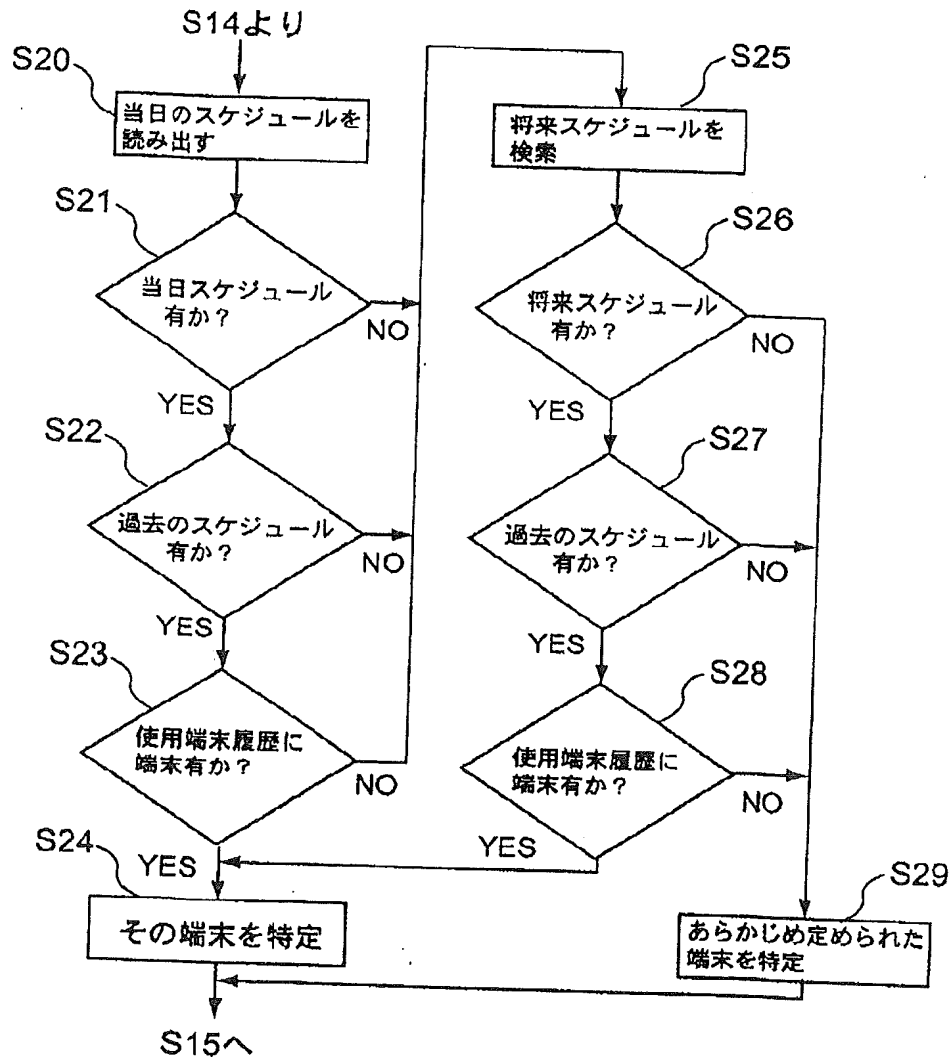 S14より
S20
当日のスケジュールを
読み出す
S21
当日スケジュール
有か？
NO
YES
S22
過去のスケジュール
有か？
NO
YES
S23
使用端末履歴に
端末有か？
NO
YES
S24
その端末を特定
S15へ
S25
将来スケジュールを
検索
S26
将来スケジュール
有か？
NO
YES
S27
過去のスケジュール
有か？
NO
YES
S28
使用端末履歴に
端末有か？
NO
YES
S29
あらかじめ定められた
端末を特定